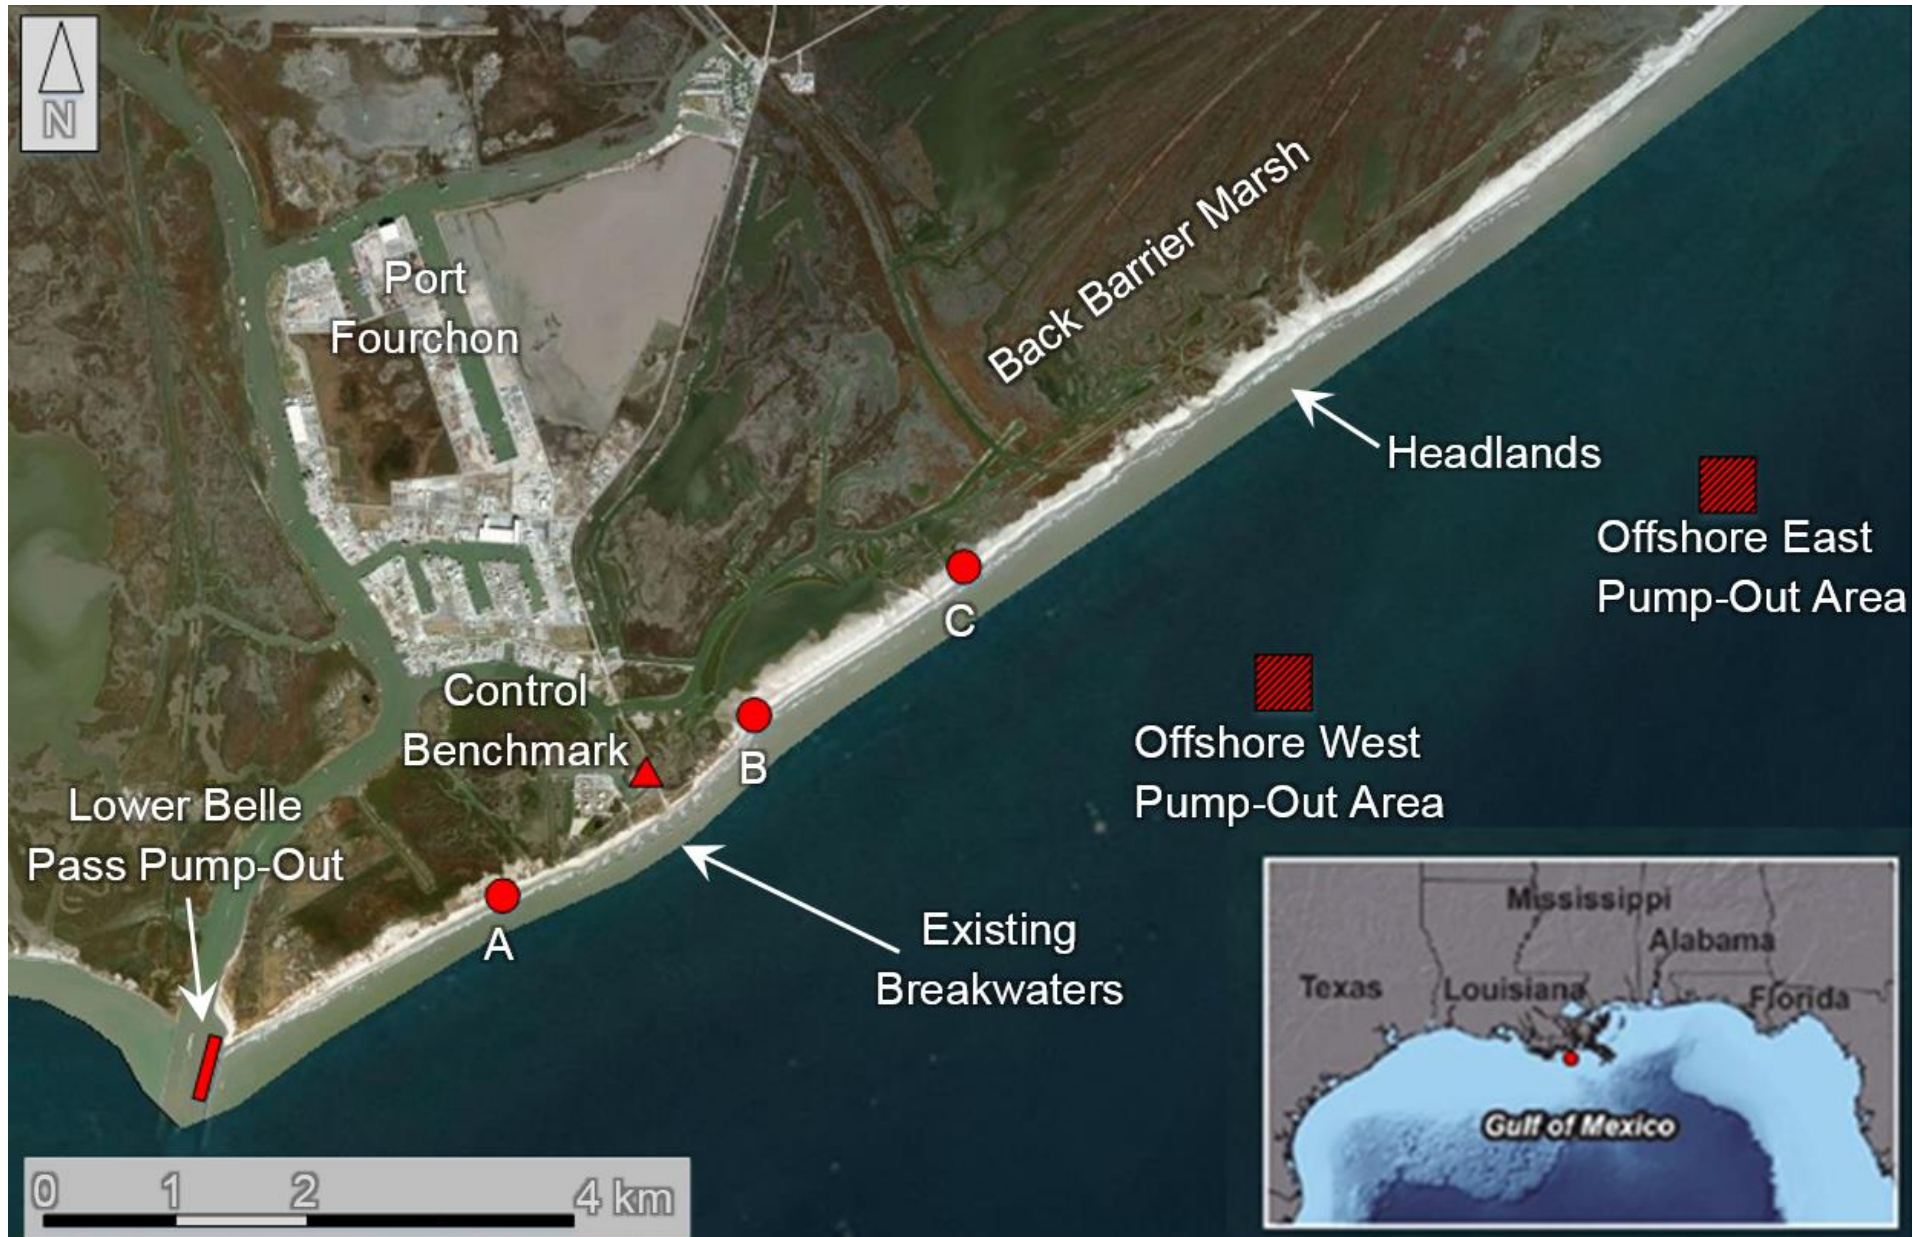 N
Port
Fourchon
Back Barrier Marsh
Headlands
Offshore East
Pump-Out Area
C
Offshore West
Pump-Out Area
Control
Benchmark
B
Lower Belle
Pass Pump-Out
A
Existing
Breakwaters
Mississippi
Alabama
Texas
Louisiana
Florida
Gulf of Mexico
0 1 2 4 km